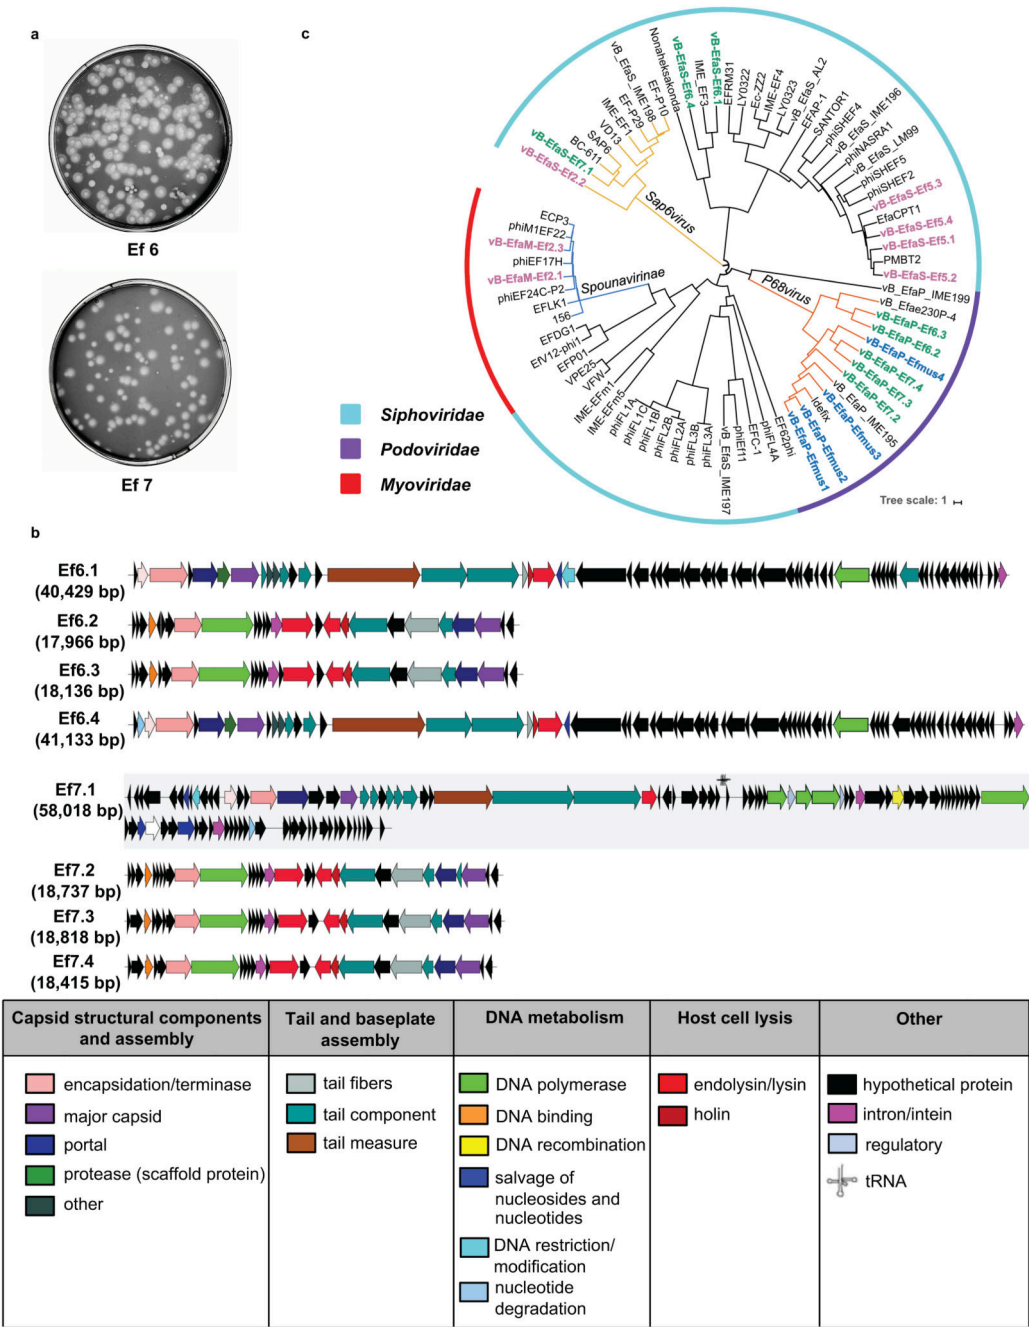 a
Ef 6
Ef 7
c
Nonaheksakonda
vB-EfaS-Ef6.4
IME_EF3
vB-EfaS-Ef6.1
EFRM31
LY0322
Ec-ZZ2
IME-EF4
LY0323
vB_EfaS_AL2
EFAP-1
SANTOR1
phiSHEF4
vB_EfaS_IME196
phiNASRA1
vB_EfaS_LM99
phiSHEF5
phiSHEF2
vB-EfaS-Ef5.3
EfaCPT1
vB-EfaS-Ef5.4
vB-EfaS-Ef5.1
PMBT2
vB-EfaS-Ef5.2
vB_EfaP_IME199
vB_Efae230P-4
vB-EfaP-Ef6.3
vB-EfaP-Ef6.2
vB-EfaP-Efmus4
vB-EfaP-Ef7.4
vB-EfaP-Ef7.3
vB-EfaP-Ef7.2
vB_EfaP_IME195
vB-EfaP-Efmus3
Idefix
vB-EfaP-Efmus2
vB-EfaP-Efmus1
EF62phi
phiFL4A
EFC-1
phiEf11
vB_EfaS_IME197
phiFL3A
phiFL3B
phiFL2A
phiFL2B
phiFL1B
phiFL1C
phiFL1A
IME-EFm5
IME-EFm1
VFW
VPE25
EFP01
EfV12-phi1
EFDG1
156
EFLK1
phiEF24C-P2
vB-EfaM-Ef2.1
phiEF17H
vB-EfaM-Ef2.3
phiM1EF22
ECP3
vB-EfaS-Ef2.2
vB-EfaS-Ef7.1
BC-611
SAP6
VD13
IME-EF1
EF-P29
vB_EfaS_IME198
EF-P10
Sap6virus
Spounavirinae
P68virus
Siphoviridae
Podoviridae
Myoviridae
Tree scale: 1
b
Ef6.1
(40,429 bp)
Ef6.2
(17,966 bp)
Ef6.3
(18,136 bp)
Ef6.4
(41,133 bp)
Ef7.1
(58,018 bp)
Ef7.2
(18,737 bp)
Ef7.3
(18,818 bp)
Ef7.4
(18,415 bp)
Capsid structural components
and assembly
encapsidation/terminase
major capsid
portal
protease (scaffold protein)
other
Tail and baseplate
assembly
tail fibers
tail component
tail measure
DNA metabolism
DNA polymerase
DNA binding
DNA recombination
salvage of
nucleosides and
nucleotides
DNA restriction/
modification
nucleotide
degradation
Host cell lysis
endolysin/lysin
holin
Other
hypothetical protein
intron/intein
regulatory
tRNA